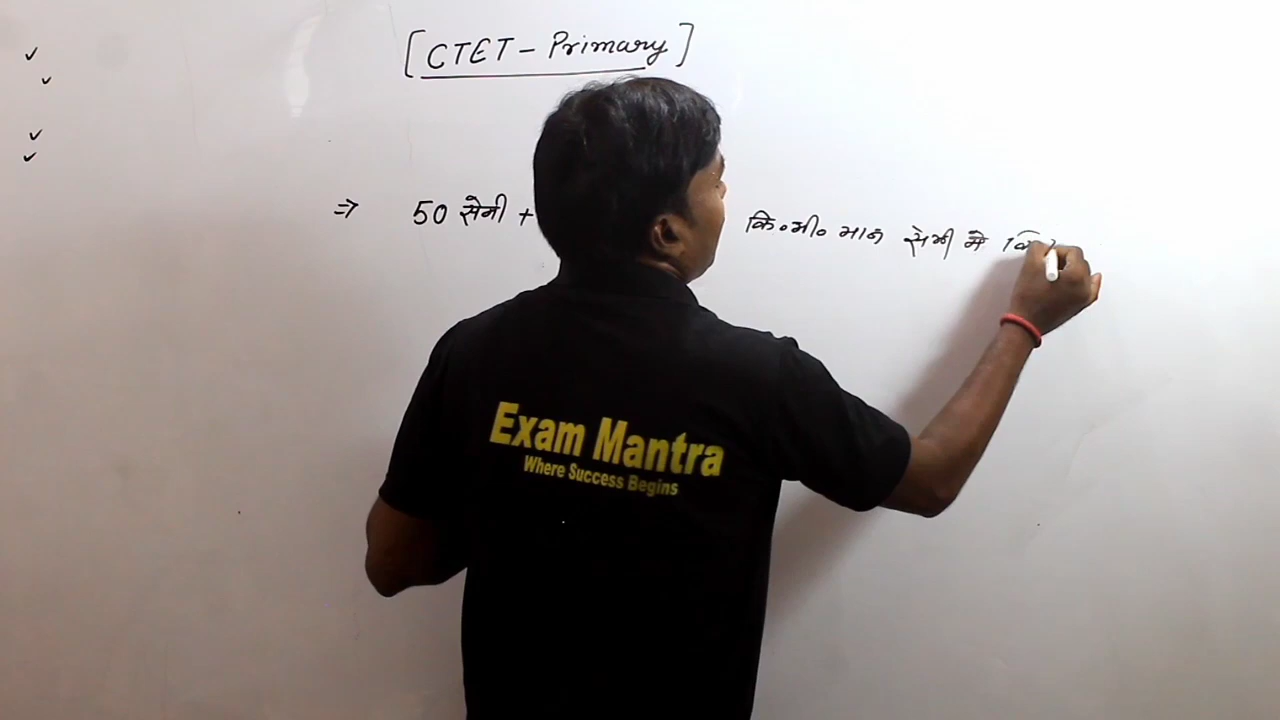 [CTET - Primary]
⇒ 50 सेमी + कि॰मी॰ मान सेमी मे
Exam Mantra
Where Success Begins